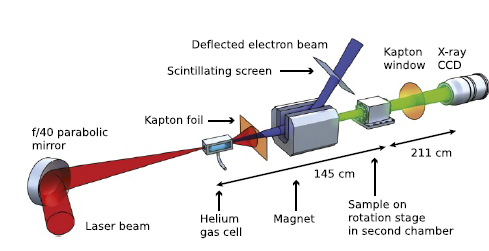 Deflected electron beam
Scintillating screen
Kapton
window
X-ray
CCD
Kapton foil
f/40 parabolic
mirror
211 cm
145 cm
Laser beam
Helium
gas cell
Magnet
Sample on
rotation stage
in second chamber